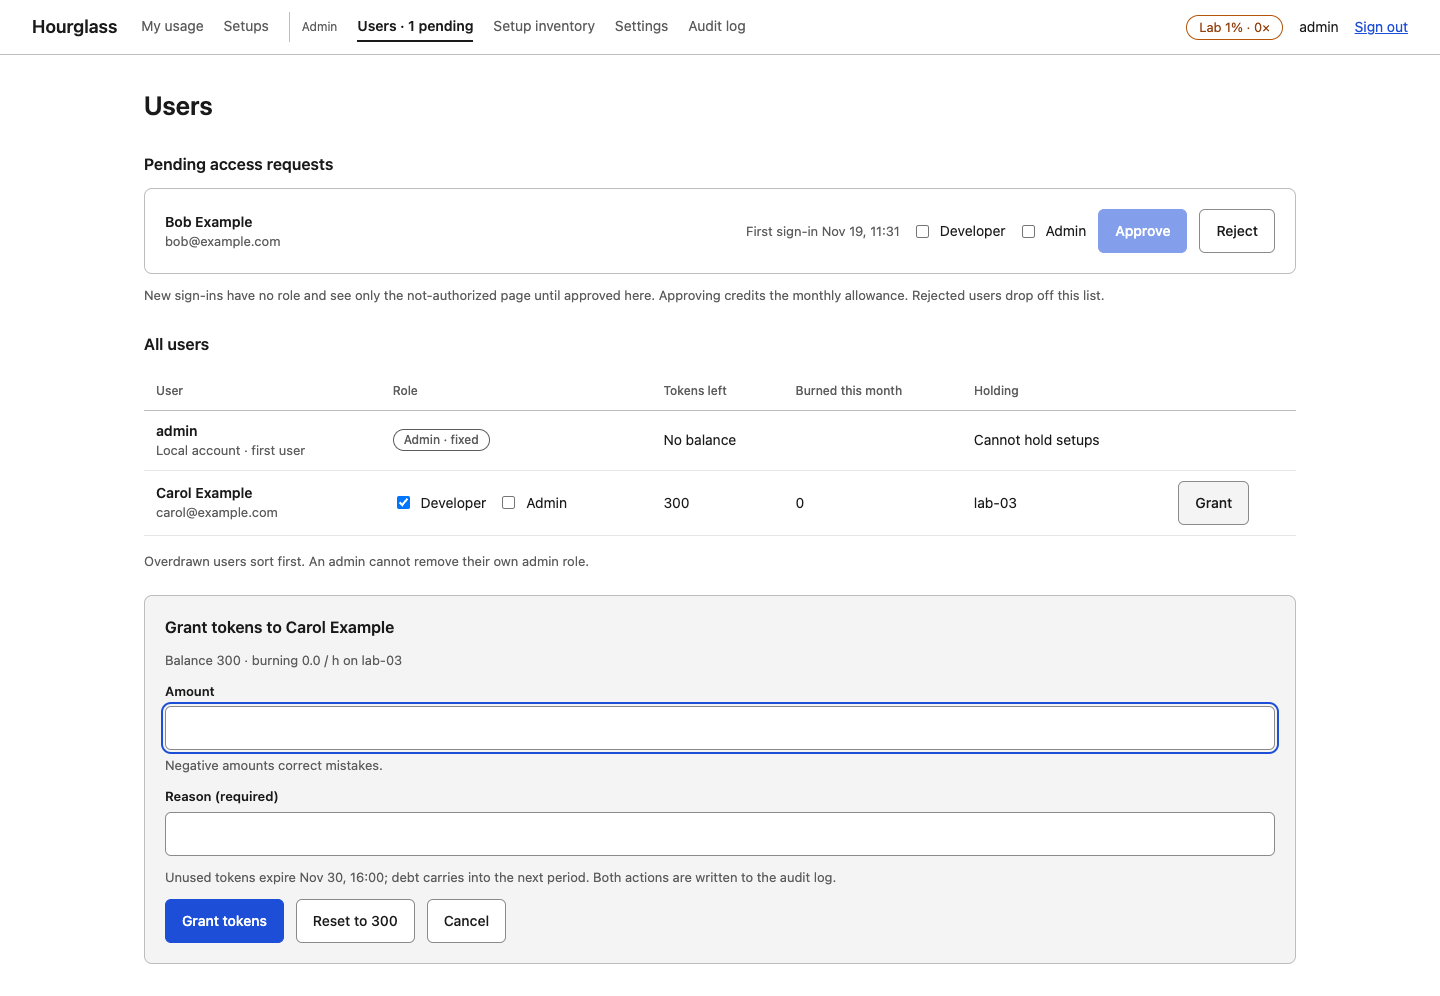 Hourglass My usage Setups Admin Users · 1 pending Setup inventory Settings Audit log Lab 1% · 0× admin Sign out
Users
Pending access requests
Bob Example
bob@example.com
First sign-in Nov 19, 11:31 Developer Admin Approve Reject
New sign-ins have no role and see only the not-authorized page until approved here. Approving credits the monthly allowance. Rejected users drop off this list.
All users
User Role Tokens left Burned this month Holding
admin
Local account · first user
Admin · fixed No balance Cannot hold setups
Carol Example
carol@example.com
Developer Admin 300 0 lab-03 Grant
Overdrawn users sort first. An admin cannot remove their own admin role.
Grant tokens to Carol Example
Balance 300 · burning 0.0 / h on lab-03
Amount
Negative amounts correct mistakes.
Reason (required)
Unused tokens expire Nov 30, 16:00; debt carries into the next period. Both actions are written to the audit log.
Grant tokens Reset to 300 Cancel